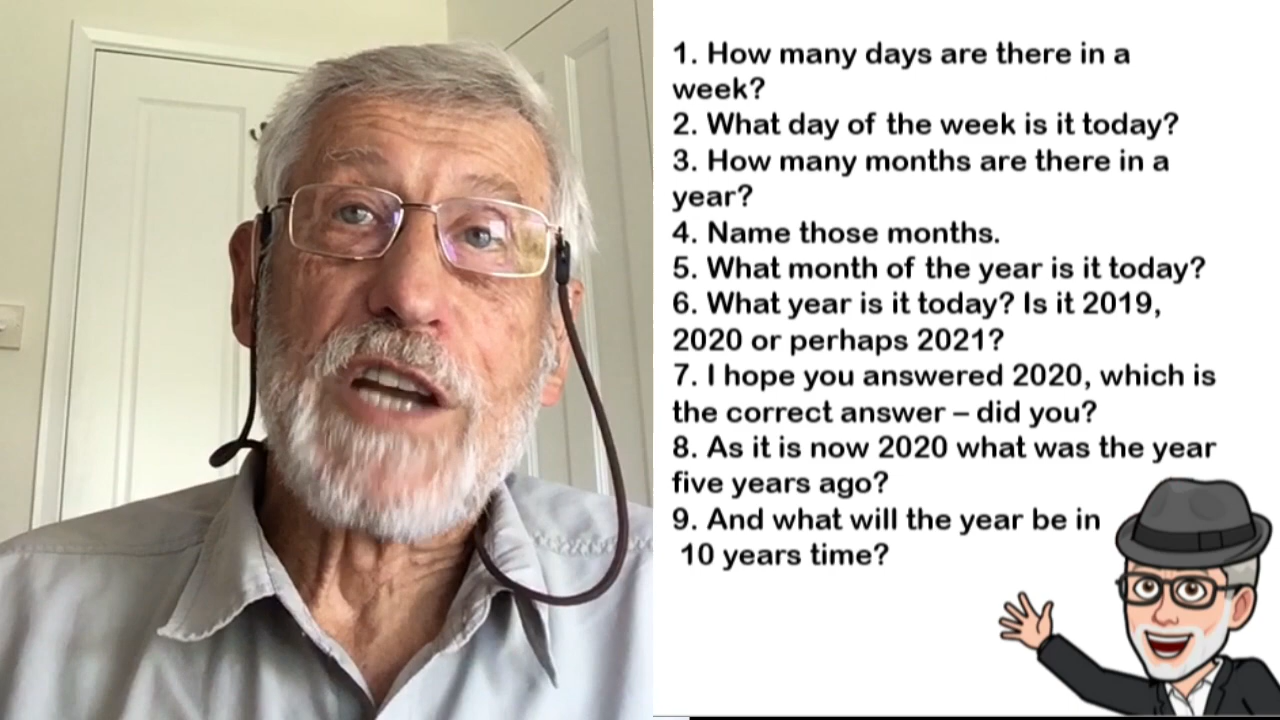 1. How many days are there in a
week?
2. What day of the week is it today?
3. How many months are there in a
year?
4. Name those months.
5. What month of the year is it today?
6. What year is it today? Is it 2019,
2020 or perhaps 2021?
7. I hope you answered 2020, which is
the correct answer – did you?
8. As it is now 2020 what was the year
five years ago?
9. And what will the year be in
10 years time?